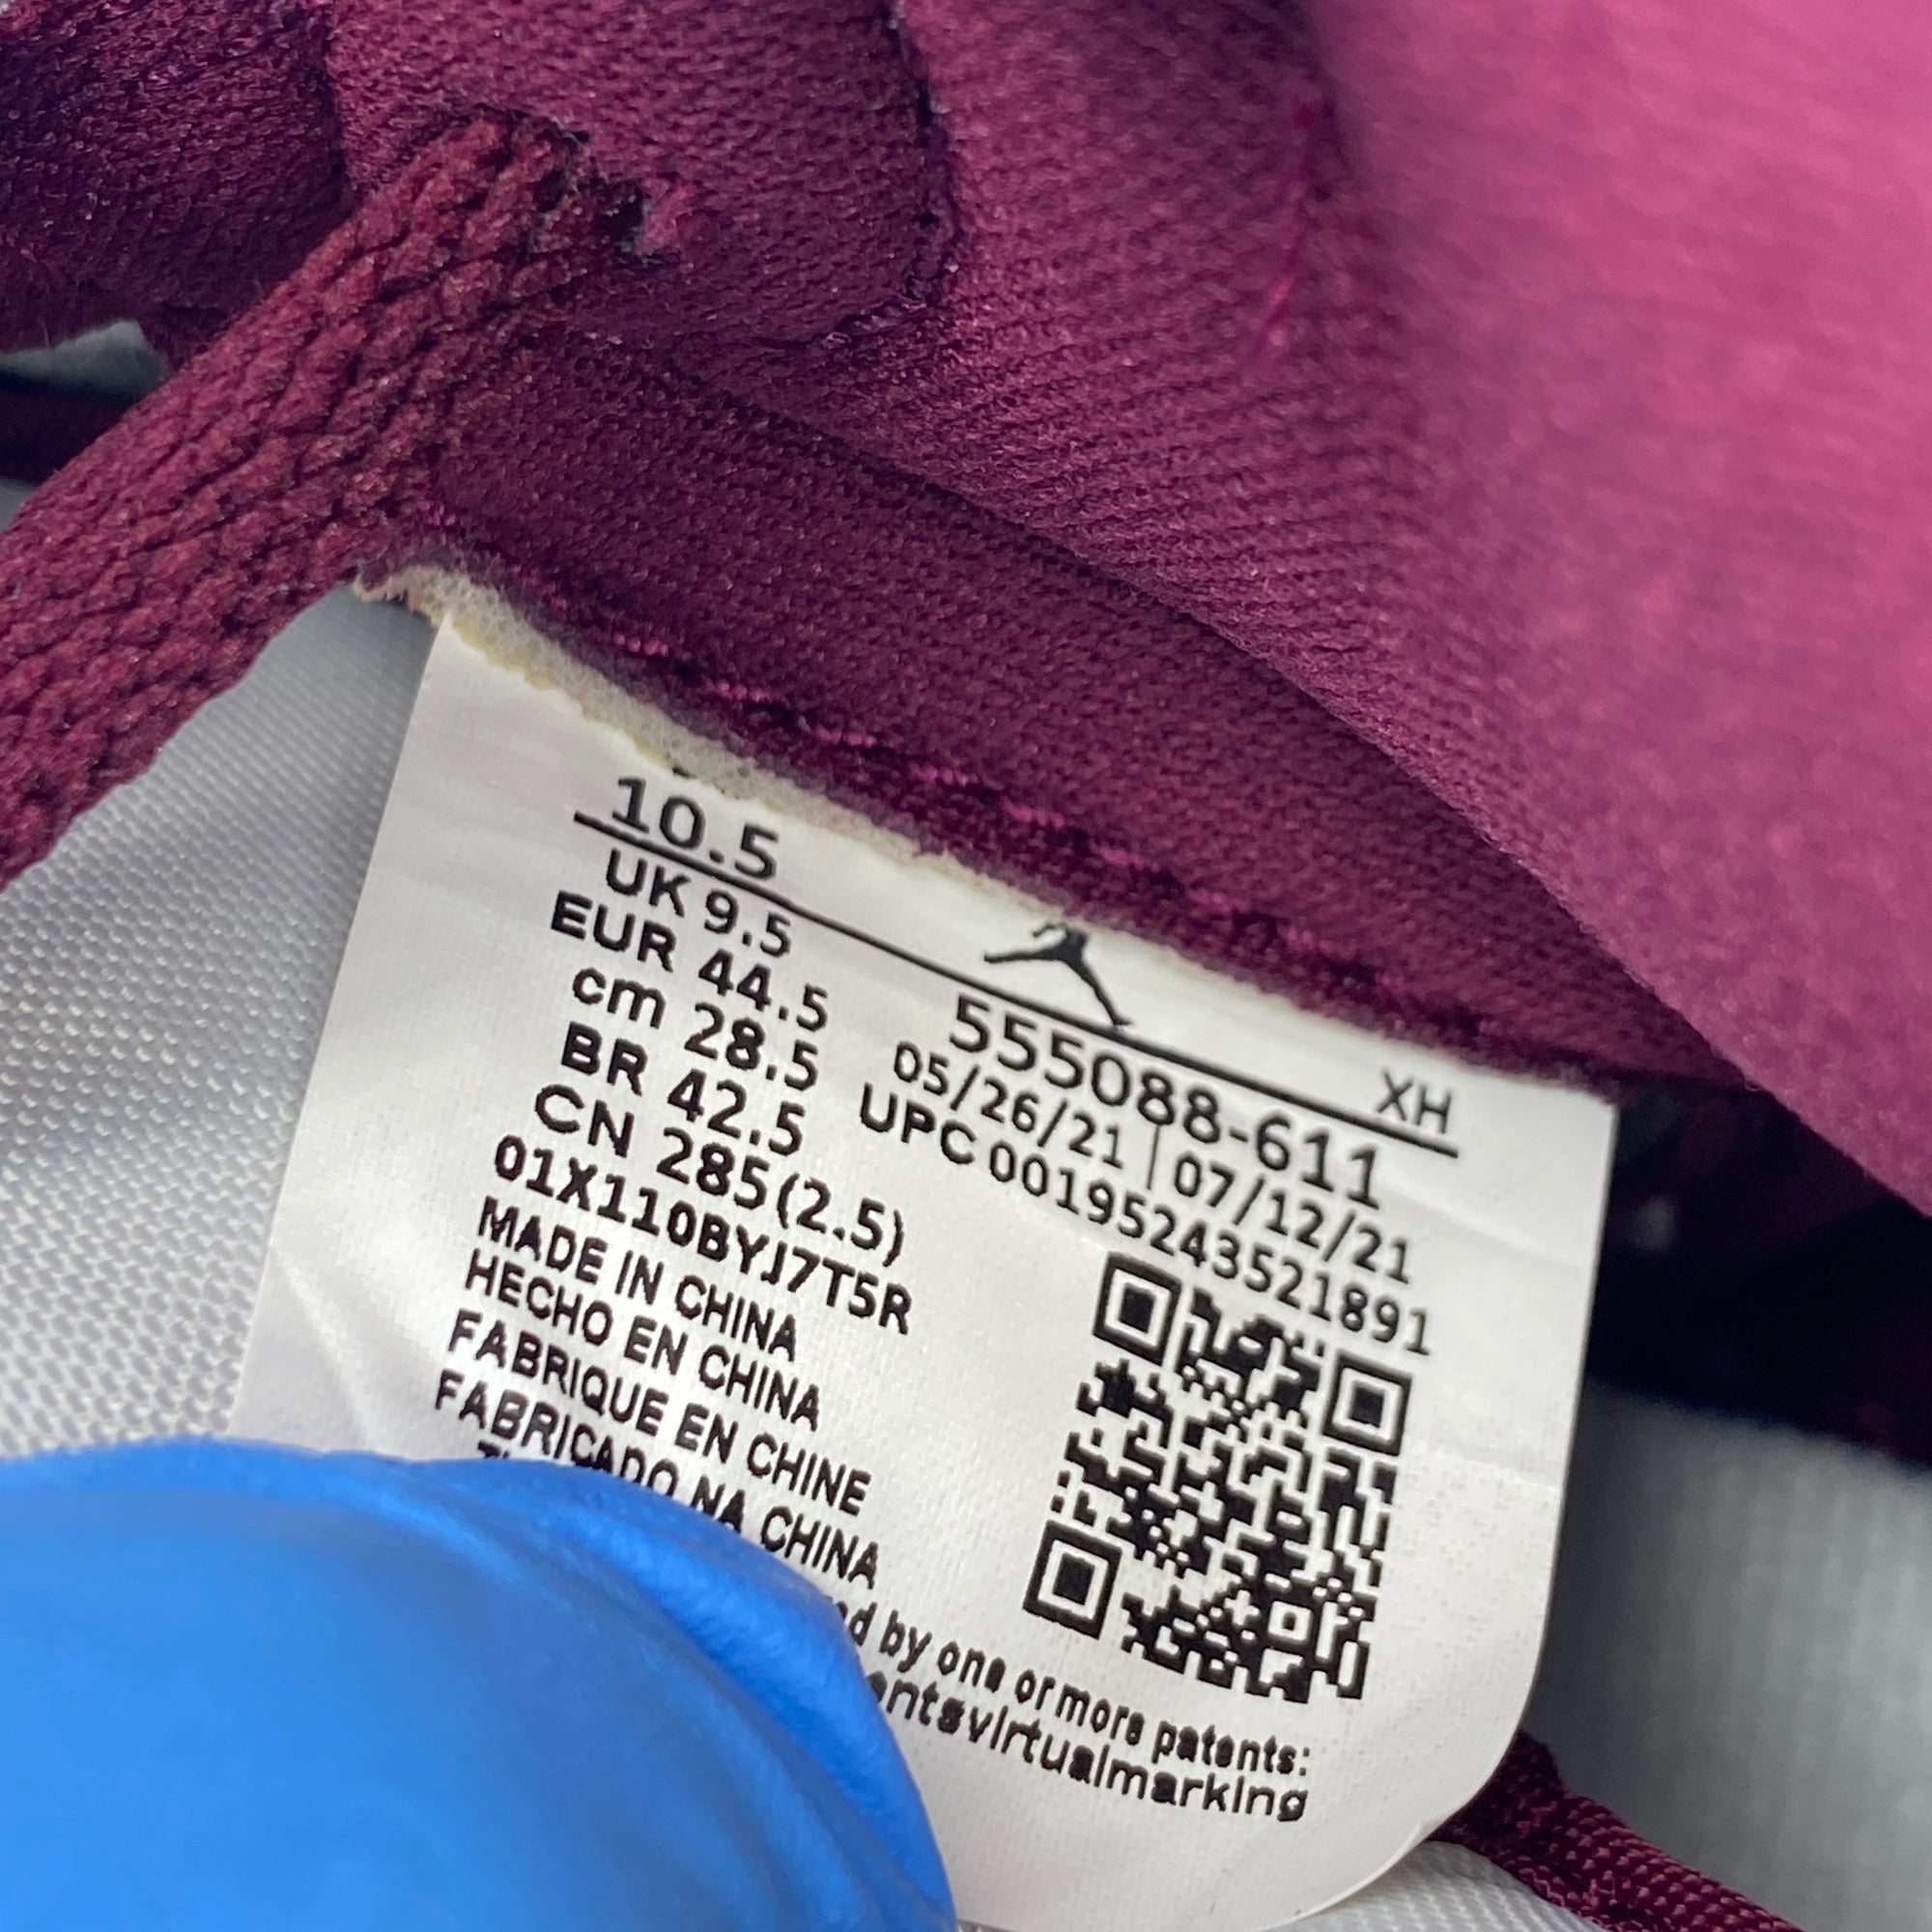 10.5
UK 9.5
EUR 44.5
cm 28.5
BR 42.5
CN 285(2.5)
01X110BYJ7T5R
MADE IN CHINA
HECHO EN CHINA
FABRIQUE EN CHINE
FABRICADO NA CHINA
XH
555088-611
05/26/21 | 07/12/21
UPC 00195243521891
by one or more patents: